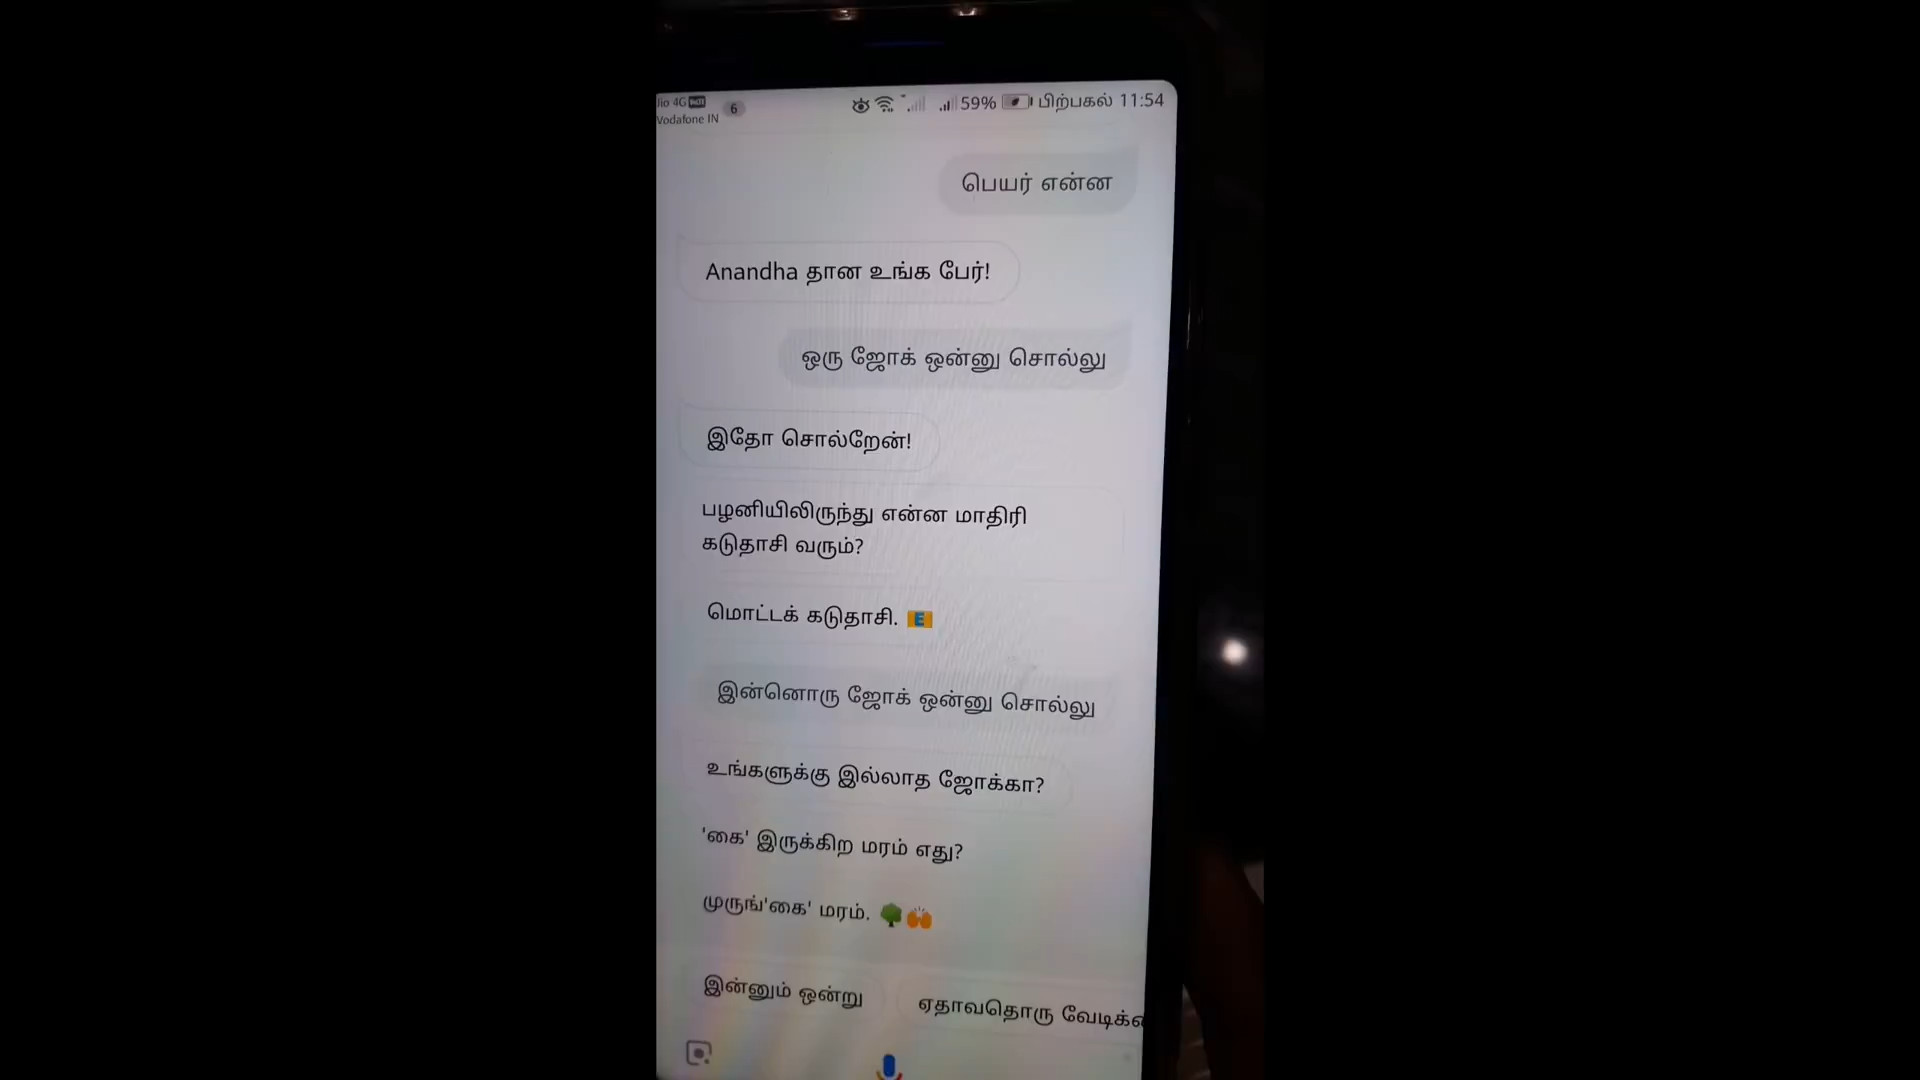 Jio 4G VoLTE
Vodafone IN
6
59%
பிற்பகல் 11:54
பெயர் என்ன
Anandha தான உங்க பேர்!
ஒரு ஜோக் ஒன்னு சொல்லு
இதோ சொல்றேன்!
பழனியிலிருந்து என்ன மாதிரி
கடுதாசி வரும்?
மொட்டக் கடுதாசி.
இன்னொரு ஜோக் ஒன்னு சொல்லு
உங்களுக்கு இல்லாத ஜோக்கா?
'கை' இருக்கிற மரம் எது?
முருங்'கை' மரம்.
இன்னும் ஒன்று
ஏதாவதொரு